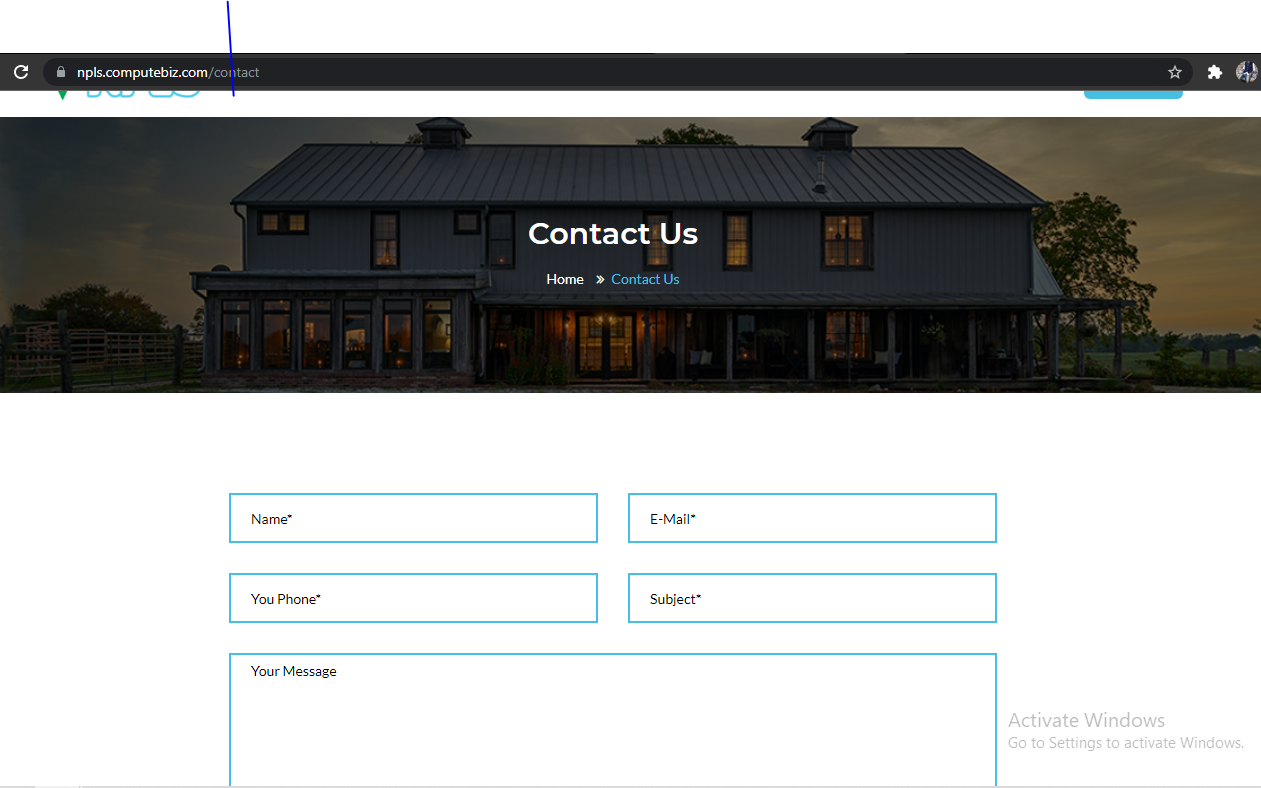 npls.computebiz.com/contact
Contact Us
Home » Contact Us
Name*
E-Mail*
You Phone*
Subject*
Your Message
Activate Windows
Go to Settings to activate Windows.